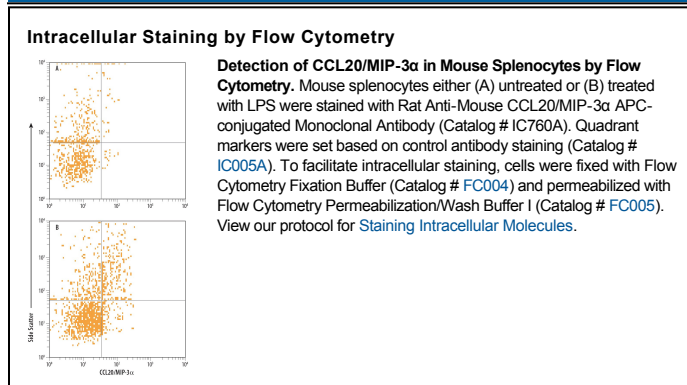 Intracellular Staining by Flow Cytometry
Detection of CCL20/MIP-3α in Mouse Splenocytes by Flow
Cytometry. Mouse splenocytes either (A) untreated or (B) treated
with LPS were stained with Rat Anti-Mouse CCL20/MIP-3α APC-
conjugated Monoclonal Antibody (Catalog # IC760A). Quadrant
markers were set based on control antibody staining (Catalog #
IC005A). To facilitate intracellular staining, cells were fixed with Flow
Cytometry Fixation Buffer (Catalog # FC004) and permeabilized with
Flow Cytometry Permeabilization/Wash Buffer I (Catalog # FC005).
View our protocol for Staining Intracellular Molecules.
A
B
Side Scatter
CCL20/MIP-3α